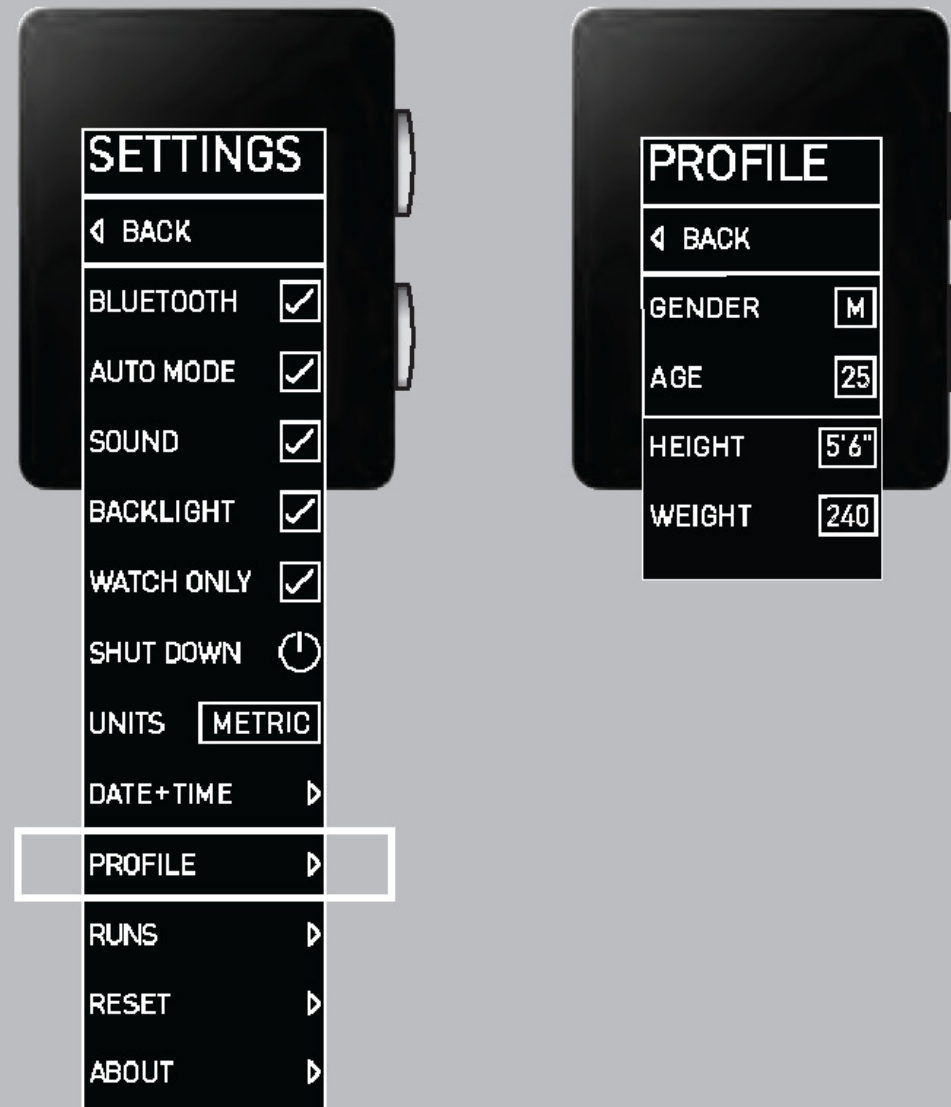 SETTINGS
BACK
BLUETOOTH
AUTO MODE
SOUND
BACKLIGHT
WATCH ONLY
SHUT DOWN
UNITS METRIC
DATE+TIME
PROFILE
RUNS
RESET
ABOUT
PROFILE
BACK
GENDER M
AGE 25
HEIGHT 5'6"
WEIGHT 240